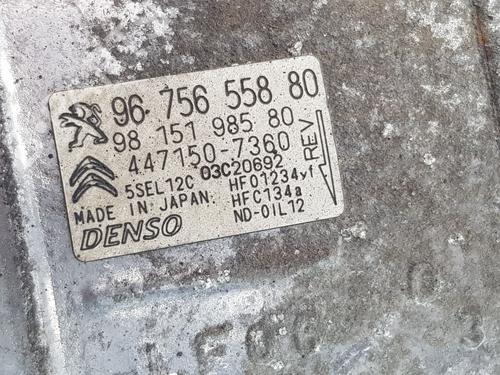 96 756 558 80
98 151 985 80
447150-7360
03C20692
5SEL12C HFO1234yf
MADE IN JAPAN. HFC134a
DENSO ND-OIL12
REV